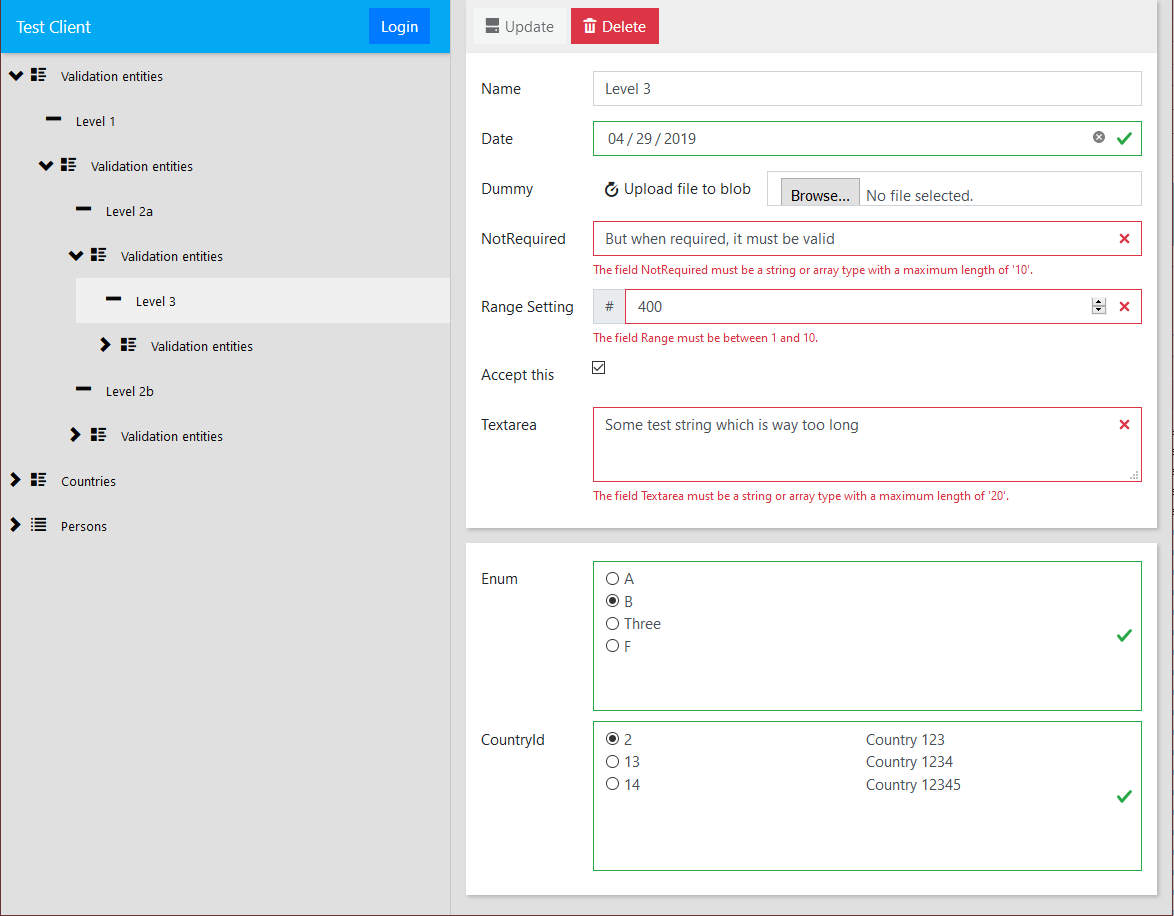 Test Client
Login
Validation entities
Level 1
Validation entities
Level 2a
Validation entities
Level 3
Validation entities
Level 2b
Validation entities
Countries
Persons
Update
Delete
Name
Level 3
Date
04 / 29 / 2019
Dummy
Upload file to blob
Browse... No file selected.
NotRequired
But when required, it must be valid
The field NotRequired must be a string or array type with a maximum length of '10'.
Range Setting
# 400
The field Range must be between 1 and 10.
Accept this
Textarea
Some test string which is way too long
The field Textarea must be a string or array type with a maximum length of '20'.
Enum
A
B
Three
F
CountryId
2 Country 123
13 Country 1234
14 Country 12345